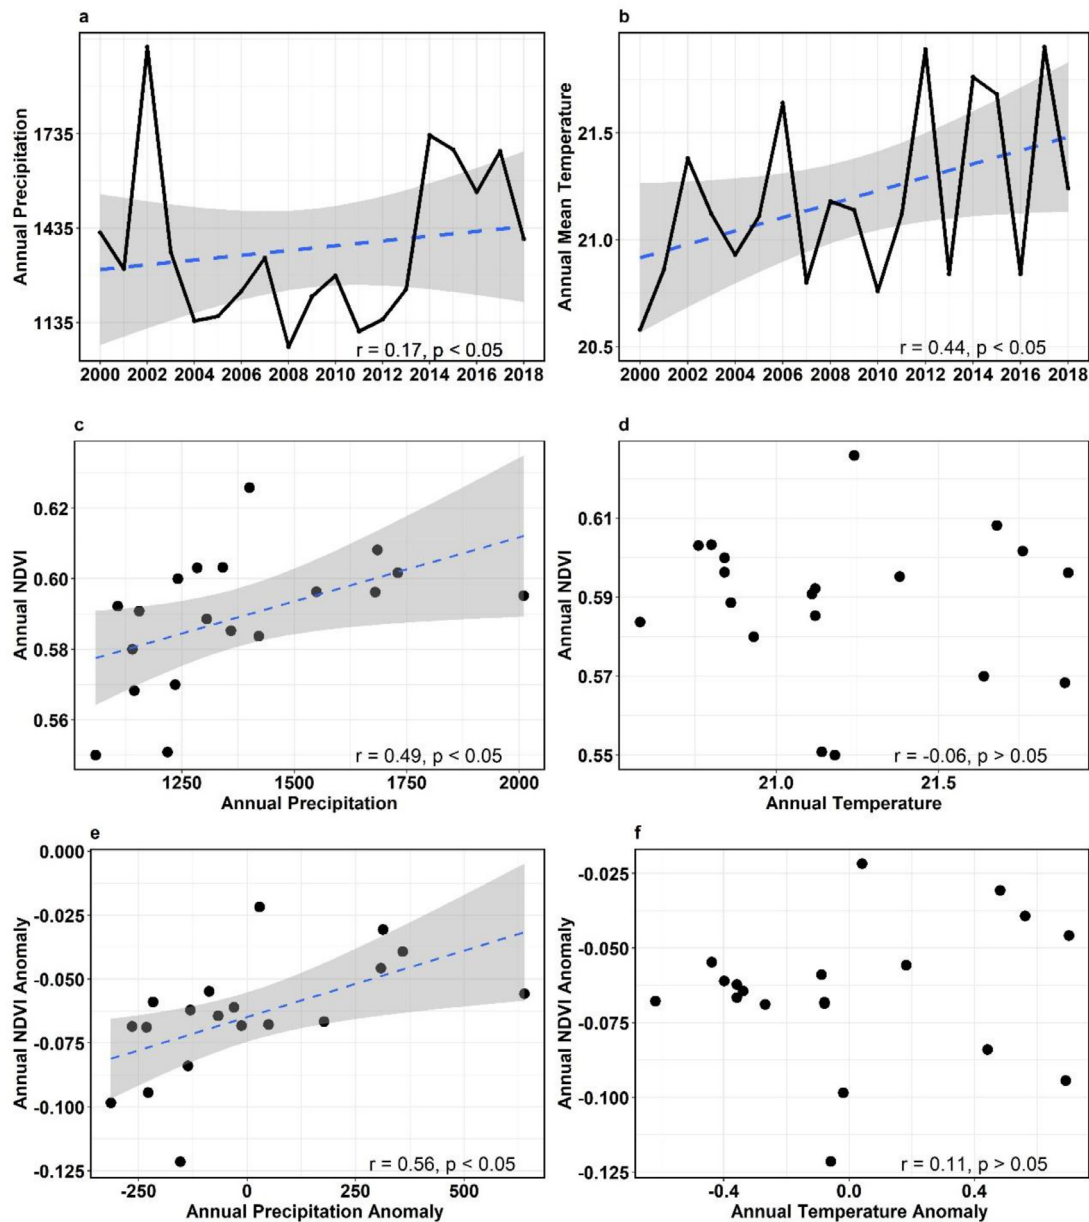 a
Annual Precipitation
1735
1435
1135
r = 0.17, p < 0.05
2000 2002 2004 2006 2008 2010 2012 2014 2016 2018
b
Annual Mean Temperature
21.5
21.0
20.5
r = 0.44, p < 0.05
2000 2002 2004 2006 2008 2010 2012 2014 2016 2018
c
Annual NDVI
0.62
0.60
0.58
0.56
r = 0.49, p < 0.05
1250 1500 1750 2000
Annual Precipitation
d
Annual NDVI
0.61
0.59
0.57
0.55
r = -0.06, p > 0.05
21.0 21.5
Annual Temperature
e
Annual NDVI Anomaly
0.000
-0.025
-0.050
-0.075
-0.100
-0.125
r = 0.56, p < 0.05
-250 0 250 500
Annual Precipitation Anomaly
f
Annual NDVI Anomaly
-0.025
-0.050
-0.075
-0.100
-0.125
r = 0.11, p > 0.05
-0.4 0.0 0.4
Annual Temperature Anomaly